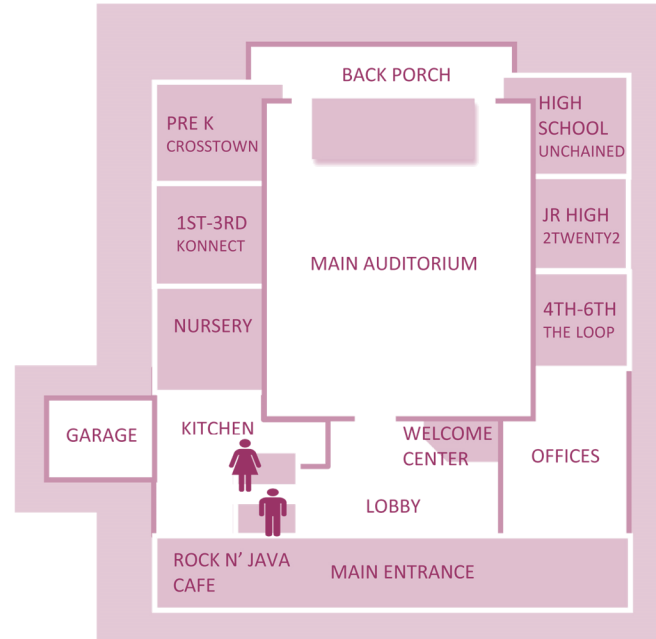 BACK PORCH
PRE K
CROSSTOWN
HIGH
SCHOOL
UNCHAINED
1ST-3RD
KONNECT
JR HIGH
2TWENTY2
MAIN AUDITORIUM
NURSERY
4TH-6TH
THE LOOP
GARAGE
KITCHEN
WELCOME
CENTER
OFFICES
LOBBY
ROCK N’ JAVA
CAFE
MAIN ENTRANCE